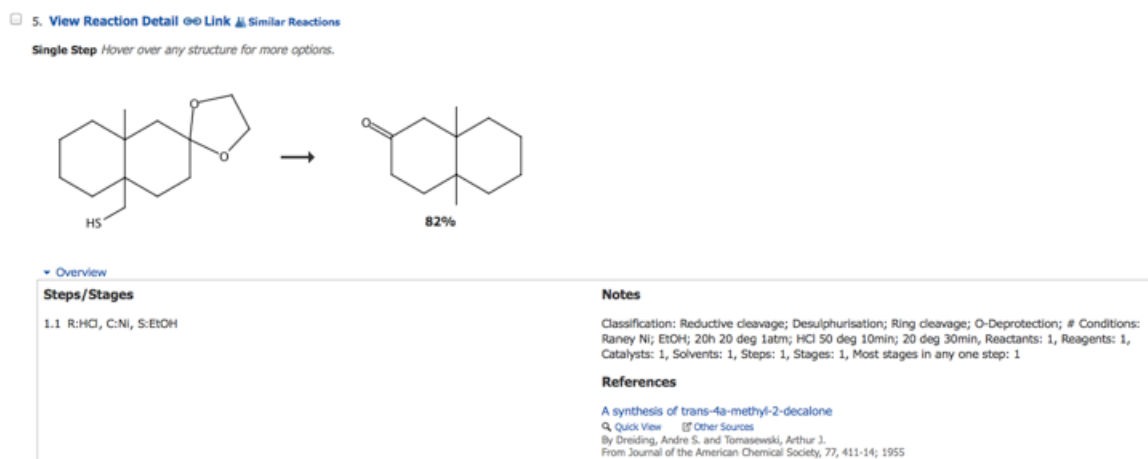 5. View Reaction Detail Link Similar Reactions
Single Step Hover over any structure for more options.
O
O
O
HS
82%
Overview
Steps/Stages
Notes
1.1 R:HCl, C:Ni, S:EtOH
Classification: Reductive cleavage; Desulphurisation; Ring cleavage; O-Deprotection; # Conditions:
Raney Ni; EtOH; 20h 20 deg 1atm; HCl 50 deg 10min; 20 deg 30min, Reactants: 1, Reagents: 1,
Catalysts: 1, Solvents: 1, Steps: 1, Stages: 1, Most stages in any one step: 1
References
A synthesis of trans-4a-methyl-2-decalone
Quick View Other Sources
By Dreiding, Andre S. and Tomasewski, Arthur J.
From Journal of the American Chemical Society, 77, 411-14; 1955